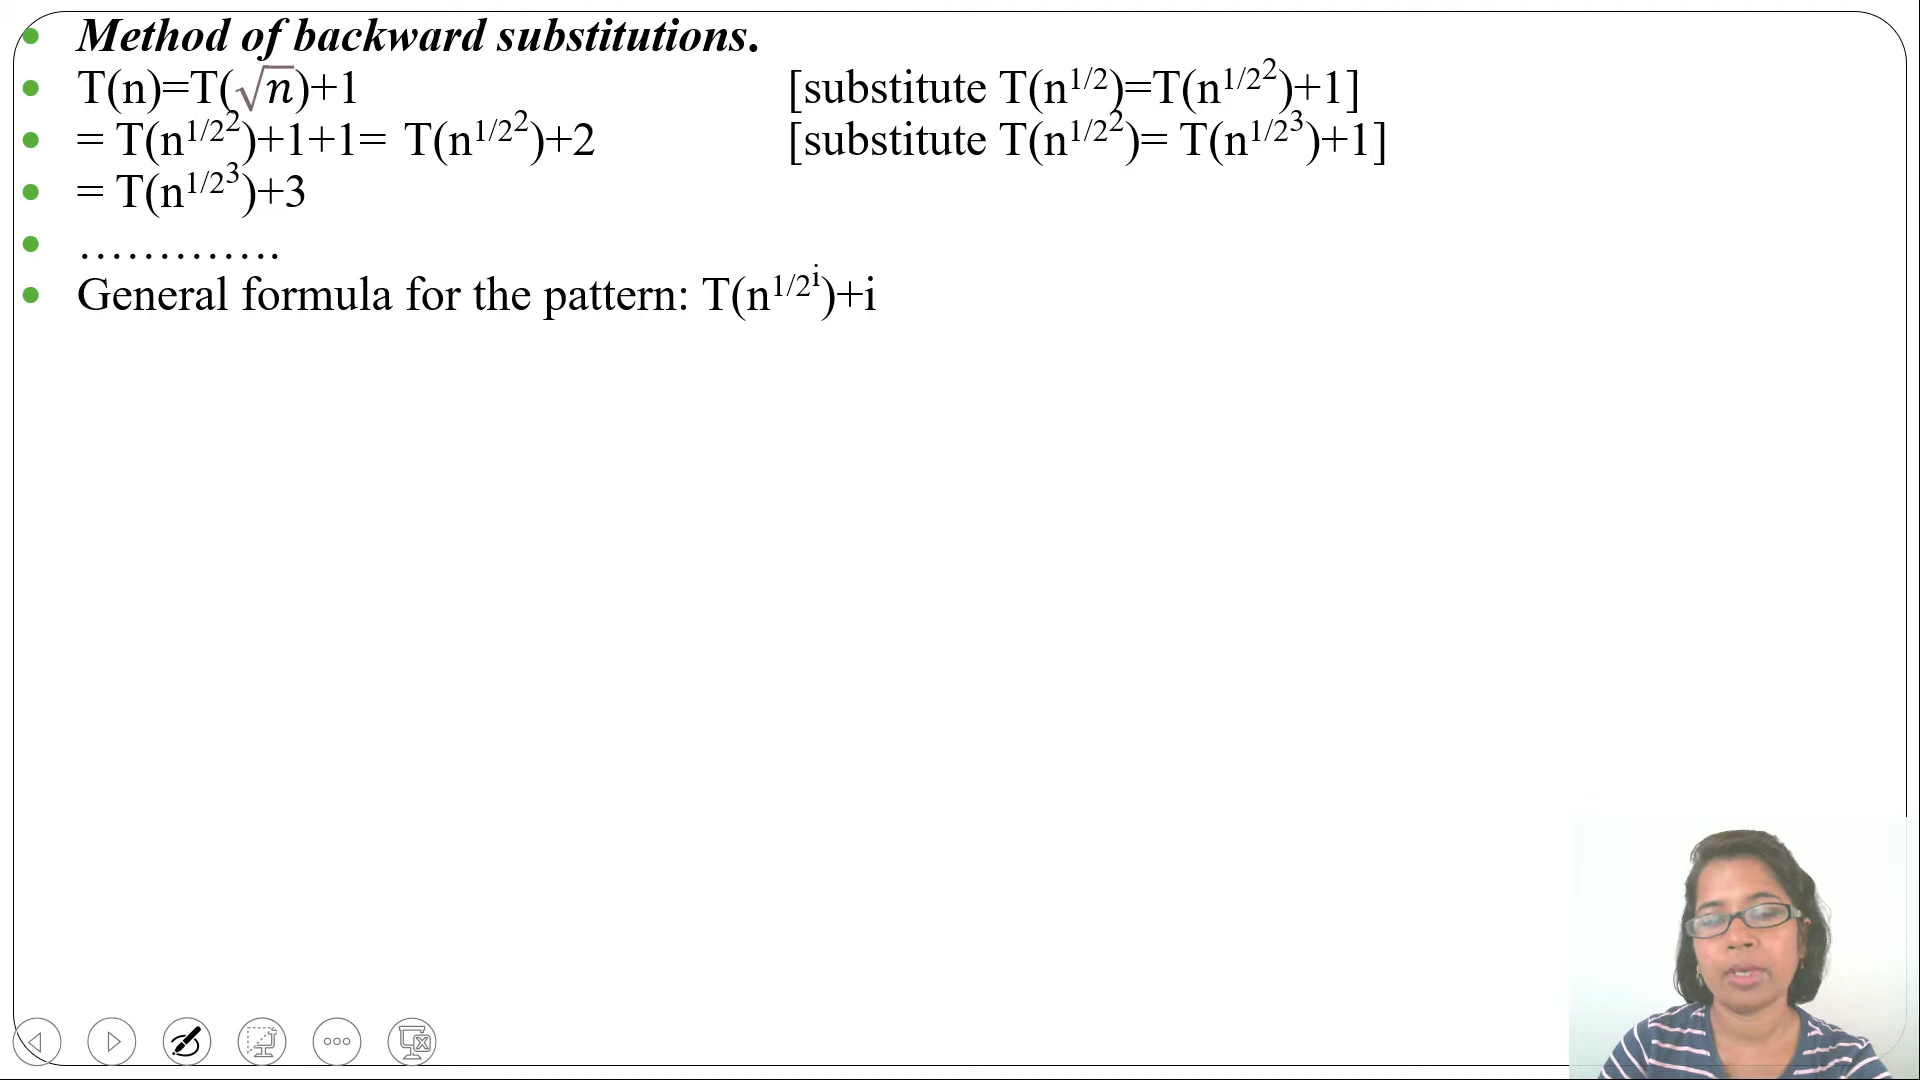 Method of backward substitutions.
T(n)=T(√n)+1 [substitute T(n^{1/2})=T(n^{1/2^2})+1]
= T(n^{1/2^2})+1+1= T(n^{1/2^2})+2 [substitute T(n^{1/2^2})= T(n^{1/2^3})+1]
= T(n^{1/2^3})+3
………….
General formula for the pattern: T(n^{1/2^i})+i